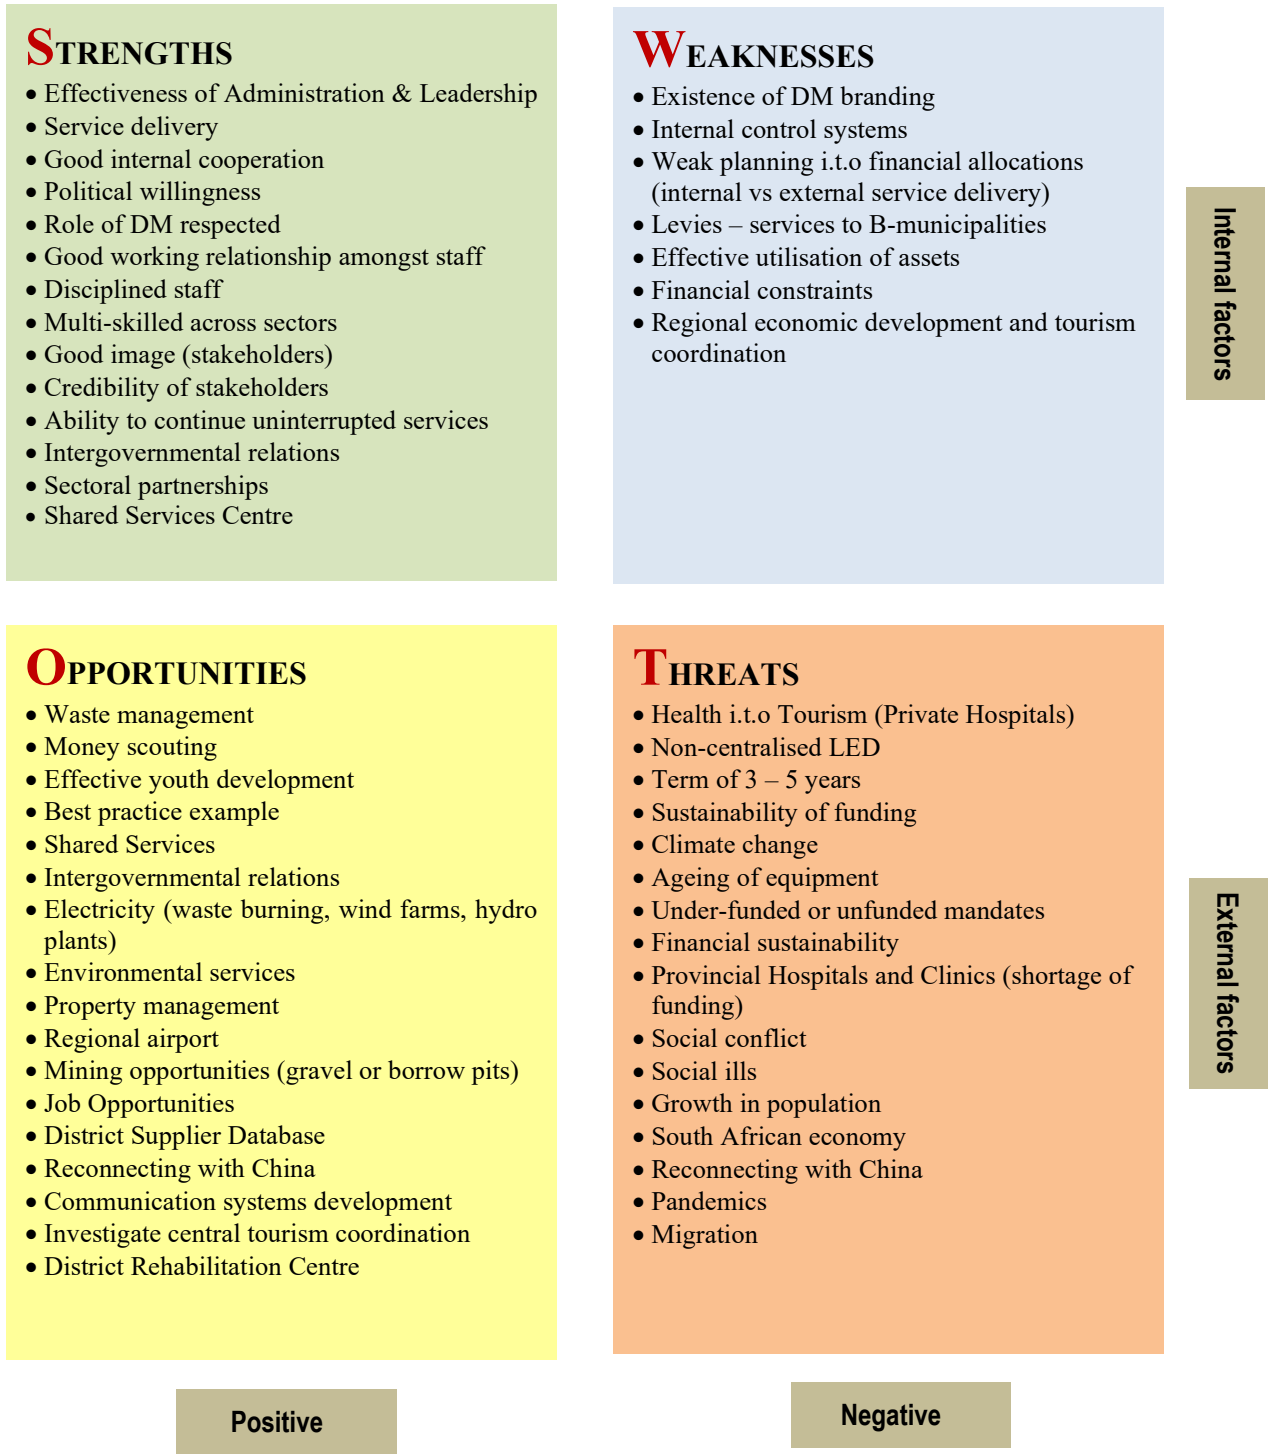 STRENGTHS
• Effectiveness of Administration & Leadership
• Service delivery
• Good internal cooperation
• Political willingness
• Role of DM respected
• Good working relationship amongst staff
• Disciplined staff
• Multi-skilled across sectors
• Good image (stakeholders)
• Credibility of stakeholders
• Ability to continue uninterrupted services
• Intergovernmental relations
• Sectoral partnerships
• Shared Services Centre
WEAKNESSES
• Existence of DM branding
• Internal control systems
• Weak planning i.t.o financial allocations
(internal vs external service delivery)
• Levies – services to B-municipalities
• Effective utilisation of assets
• Financial constraints
• Regional economic development and tourism
coordination
Internal factors
OPPORTUNITIES
• Waste management
• Money scouting
• Effective youth development
• Best practice example
• Shared Services
• Intergovernmental relations
• Electricity (waste burning, wind farms, hydro
plants)
• Environmental services
• Property management
• Regional airport
• Mining opportunities (gravel or borrow pits)
• Job Opportunities
• District Supplier Database
• Reconnecting with China
• Communication systems development
• Investigate central tourism coordination
• District Rehabilitation Centre
THREATS
• Health i.t.o Tourism (Private Hospitals)
• Non-centralised LED
• Term of 3 – 5 years
• Sustainability of funding
• Climate change
• Ageing of equipment
• Under-funded or unfunded mandates
• Financial sustainability
• Provincial Hospitals and Clinics (shortage of
funding)
• Social conflict
• Social ills
• Growth in population
• South African economy
• Reconnecting with China
• Pandemics
• Migration
External factors
Positive
Negative